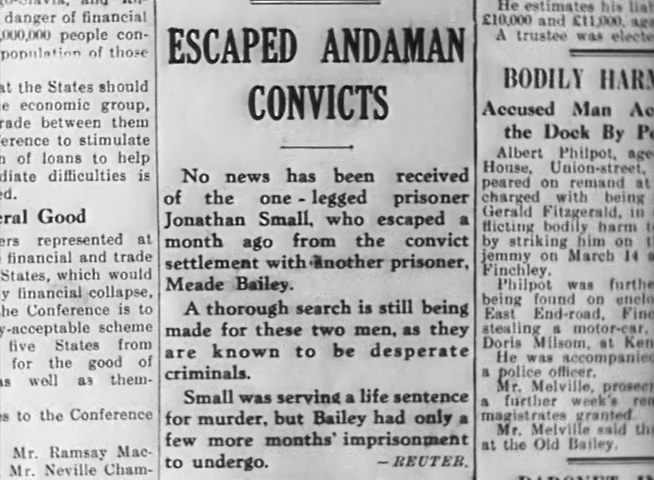 danger of financial
,000,000 people con-
population of those
at the States should
e economic group,
rade between them
ference to stimulate
n of loans to help
diate difficulties is
ed.
eral Good
ers represented at
financial and trade
States, which would
y financial collapse,
he Conference is to
y-acceptable scheme
five States from
for the good of
as well as them-
es to the Conference
Mr. Ramsay Mac-
Mr. Neville Cham-
ESCAPED ANDAMAN
CONVICTS
No news has been received
of the one-legged prisoner
Jonathan Small, who escaped a
month ago from the convict
settlement with another prisoner,
Meade Bailey.
A thorough search is still being
made for these two men, as they
are known to be desperate
criminals.
Small was serving a life sentence
for murder, but Bailey had only a
few more months' imprisonment
to undergo. —REUTER.
He estimates his liab
£10,000 and £11,000, aga
A trustee was electe
BODILY HARM
Accused Man Ac
the Dock By Po
Albert Philpot, age
House, Union-street,
peared on remand at
charged with being
Gerald Fitzgerald, in
flicting bodily harm
by striking him on t
jemmy on March 14 a
Finchley.
Philpot was furthe
being found on enclo
East End-road, Finc
stealing a motor-car.
Doris Milsom, at Ken
He was accompanied
a police officer.
Mr. Melville, prosec
a further week's rem
magistrates granted.
Mr. Melville said th
at the Old Bailey.